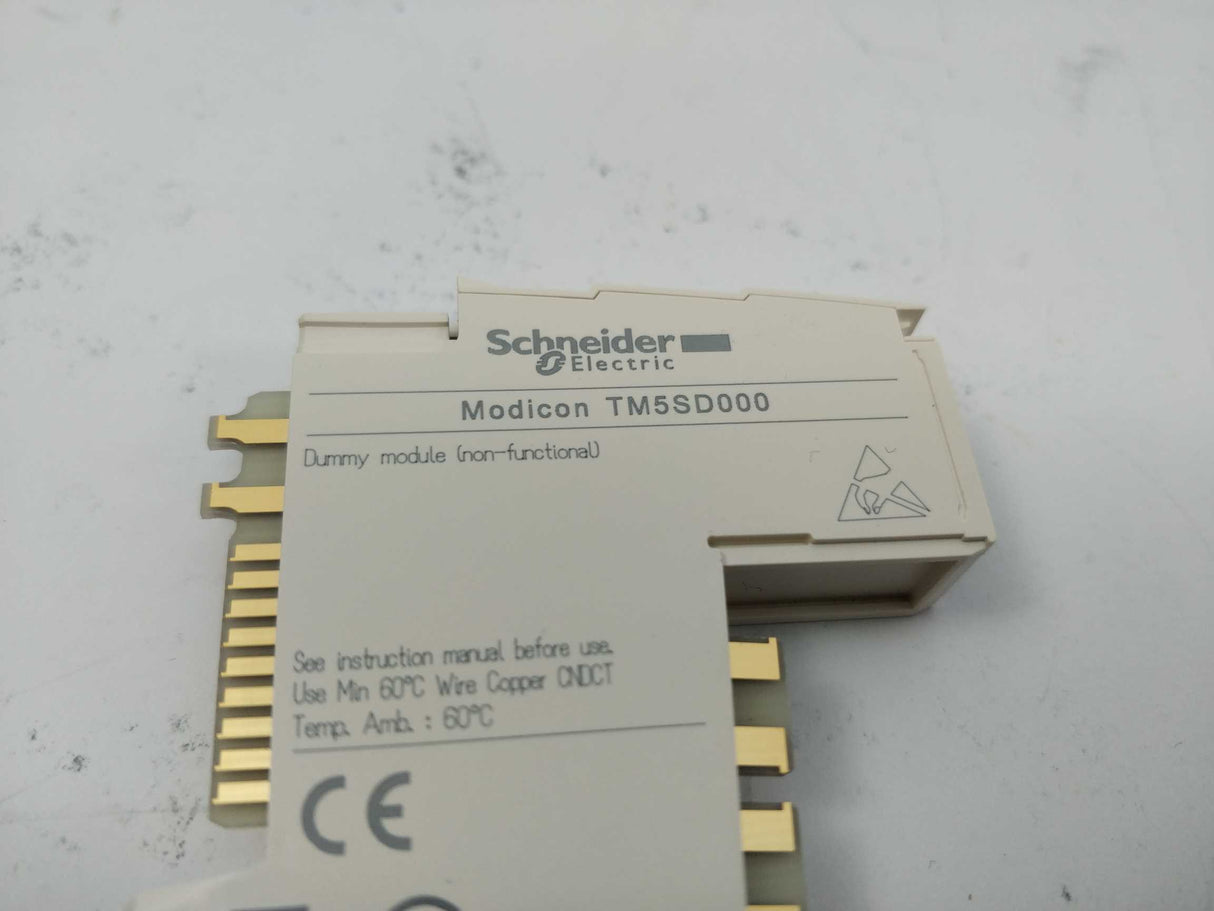 Schneider
Electric
Modicon TM5SD000
Dummy module (non-functional)
See instruction manual before use.
Use Min 60°C Wire Copper CNDCT
Temp. Amb. : 60°C
CE